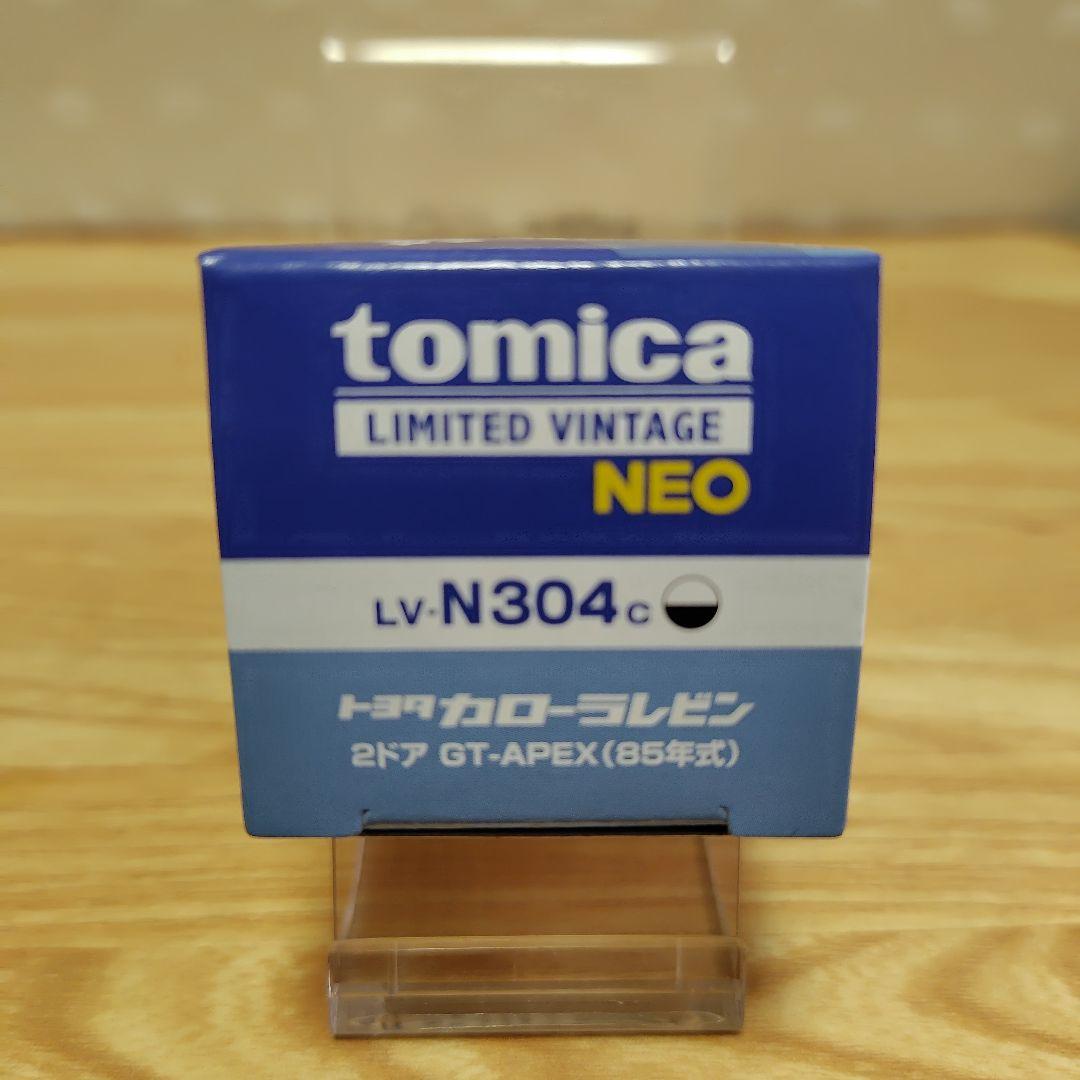 tomica
LIMITED VINTAGE
NEO
LV-N304c
トヨタ カローラレビン
2ドア GT-APEX(85年式)